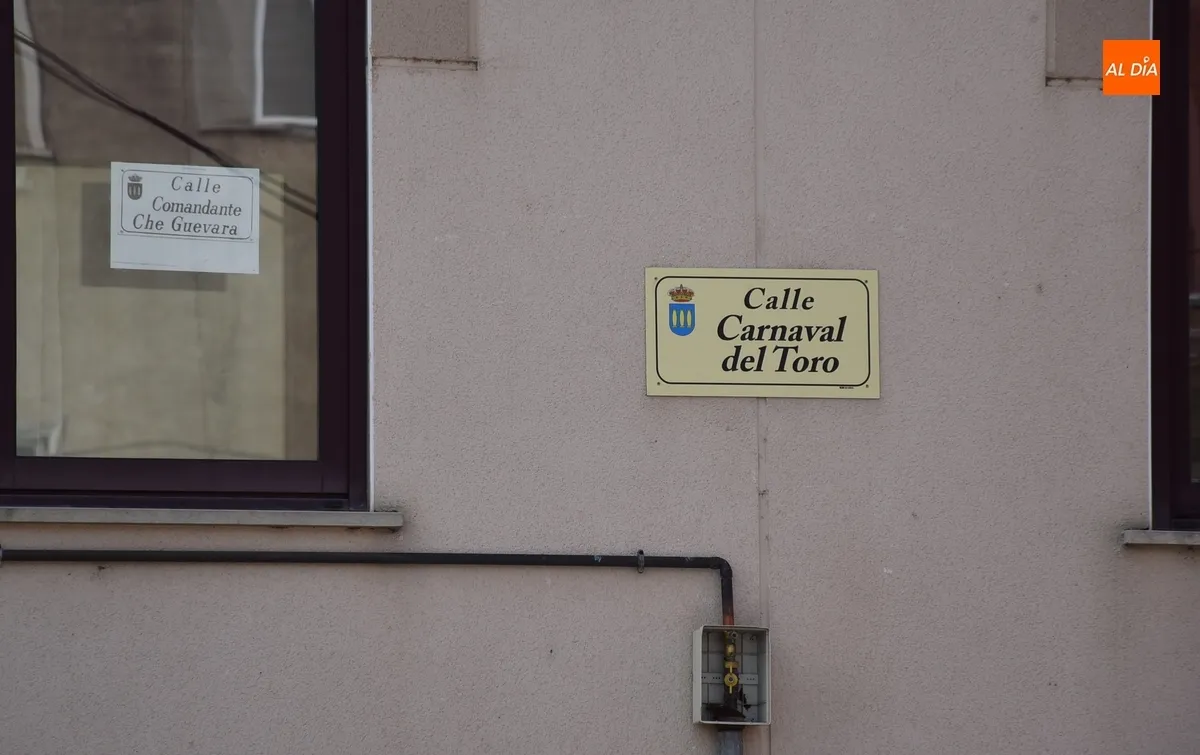 AL DÍA
Calle
Comandante
Che Guevara
Calle
Carnaval
del Toro